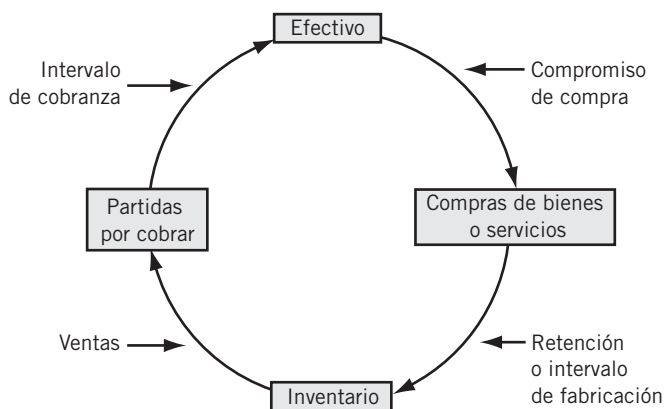 Efectivo
Intervalo
de cobranza
Compromiso
de compra
Partidas
por cobrar
Compras de bienes
o servicios
Ventas
Retención
o intervalo
de fabricación
Inventario